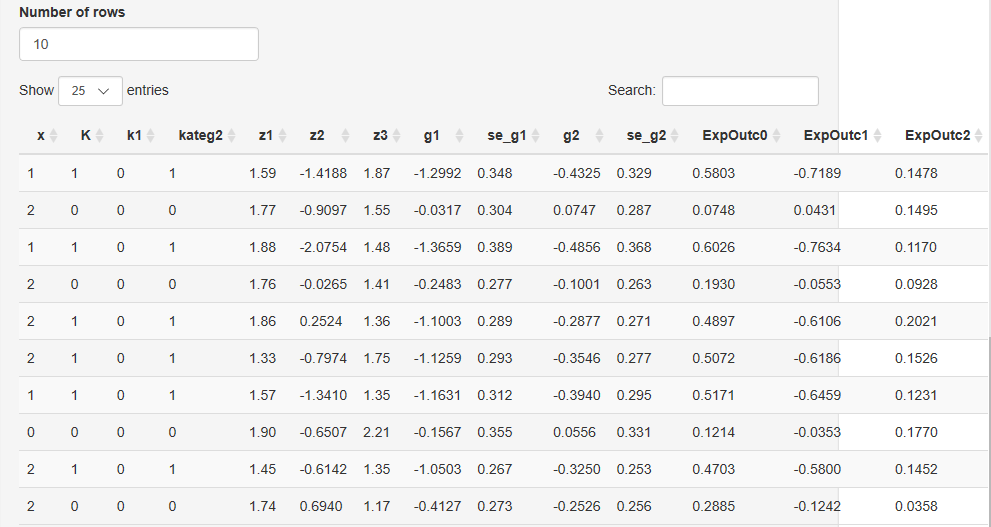 Number of rows
10
Show 25 entries Search:
x K k1 kateg2 z1 z2 z3 g1 se_g1 g2 se_g2 ExpOutc0 ExpOutc1 ExpOutc2
1 1 0 1 1.59 -1.4188 1.87 -1.2992 0.348 -0.4325 0.329 0.5803 -0.7189 0.1478
2 0 0 0 1.77 -0.9097 1.55 -0.0317 0.304 0.0747 0.287 0.0748 0.0431 0.1495
1 1 0 1 1.88 -2.0754 1.48 -1.3659 0.389 -0.4856 0.368 0.6026 -0.7634 0.1170
2 0 0 0 1.76 -0.0265 1.41 -0.2483 0.277 -0.1001 0.263 0.1930 -0.0553 0.0928
2 1 0 1 1.86 0.2524 1.36 -1.1003 0.289 -0.2877 0.271 0.4897 -0.6106 0.2021
2 1 0 1 1.33 -0.7974 1.75 -1.1259 0.293 -0.3546 0.277 0.5072 -0.6186 0.1526
1 1 0 1 1.57 -1.3410 1.35 -1.1631 0.312 -0.3940 0.295 0.5171 -0.6459 0.1231
0 0 0 0 1.90 -0.6507 2.21 -0.1567 0.355 0.0556 0.331 0.1214 -0.0353 0.1770
2 1 0 1 1.45 -0.6142 1.35 -1.0503 0.267 -0.3250 0.253 0.4703 -0.5800 0.1452
2 0 0 0 1.74 0.6940 1.17 -0.4127 0.273 -0.2526 0.256 0.2885 -0.1242 0.0358